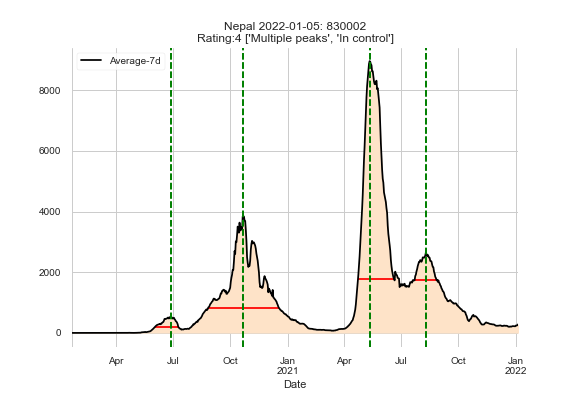 Nepal 2022-01-05: 830002
Rating:4 ['Multiple peaks', 'In control']
Average-7d
8000
6000
4000
2000
0
Apr
Jul
Oct
Jan
2021
Apr
Jul
Oct
Jan
2022
Date